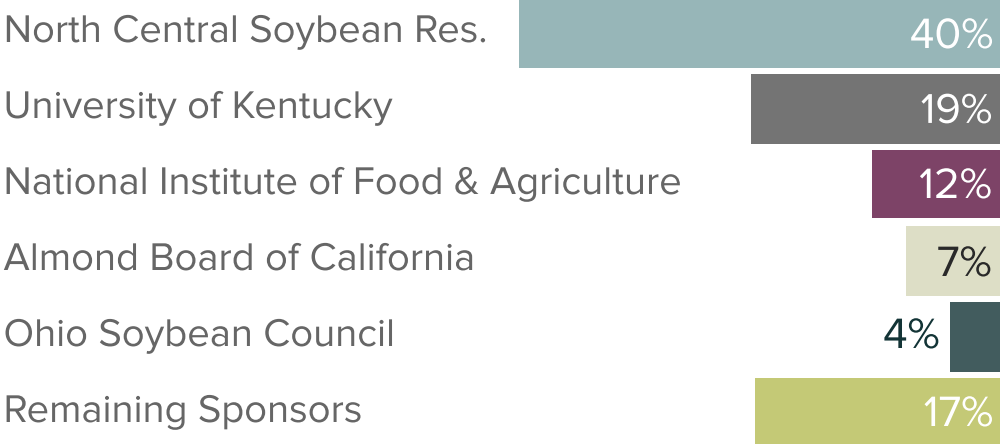 North Central Soybean Res. 40%
University of Kentucky 19%
National Institute of Food & Agriculture 12%
Almond Board of California 7%
Ohio Soybean Council 4%
Remaining Sponsors 17%